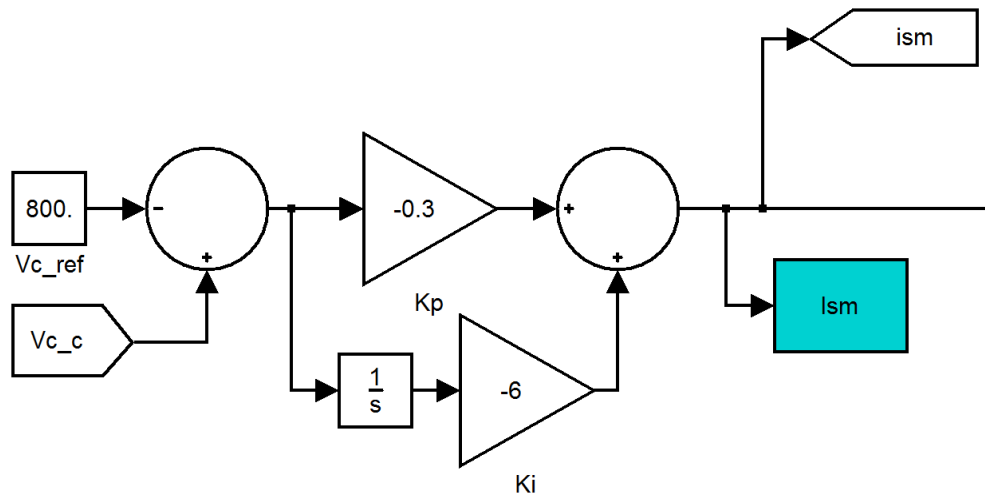 ism
800.
-
+
Vc_ref
-0.3
Kp
+
+
Vc_c
Ism
1
s
-6
Ki